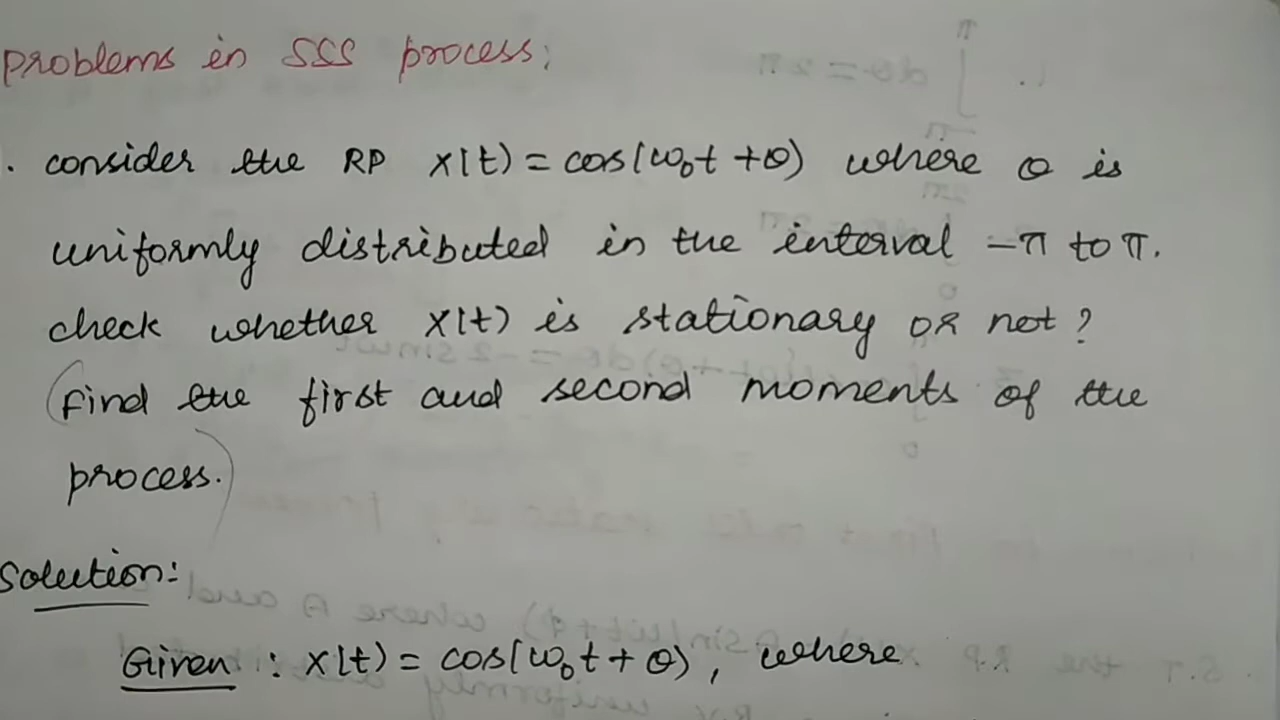 Problems in SSS process;
. consider the RP X(t) = cos(ω₀t + θ) where θ is
uniformly distributed in the interval -π to π.
check whether X(t) is stationary or not?
(Find the first and second moments of the
process.)
Solution:
Given : X(t) = cos(ω₀t + θ), where